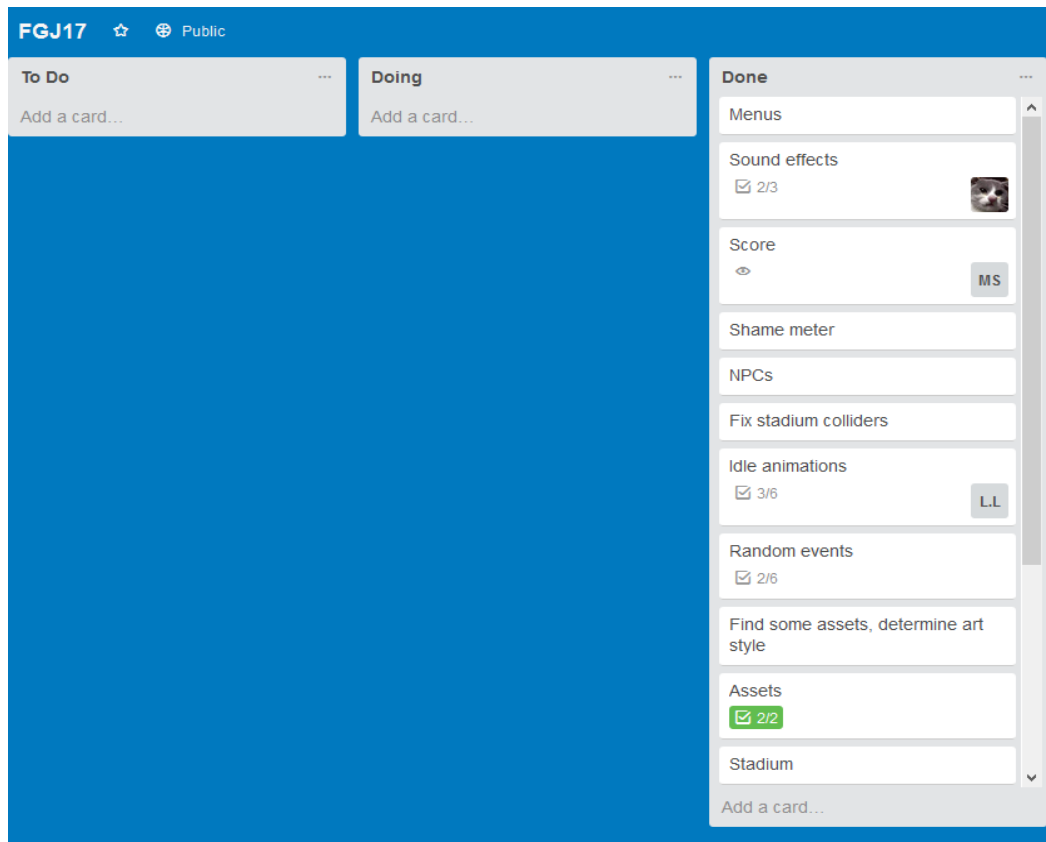 FGJ17 Public
To Do ...
Add a card...
Doing ...
Add a card...
Done ...
Menus
Sound effects
2/3
Score
MS
Shame meter
NPCs
Fix stadium colliders
Idle animations
3/6
L.L
Random events
2/6
Find some assets, determine art
style
Assets
2/2
Stadium
Add a card...